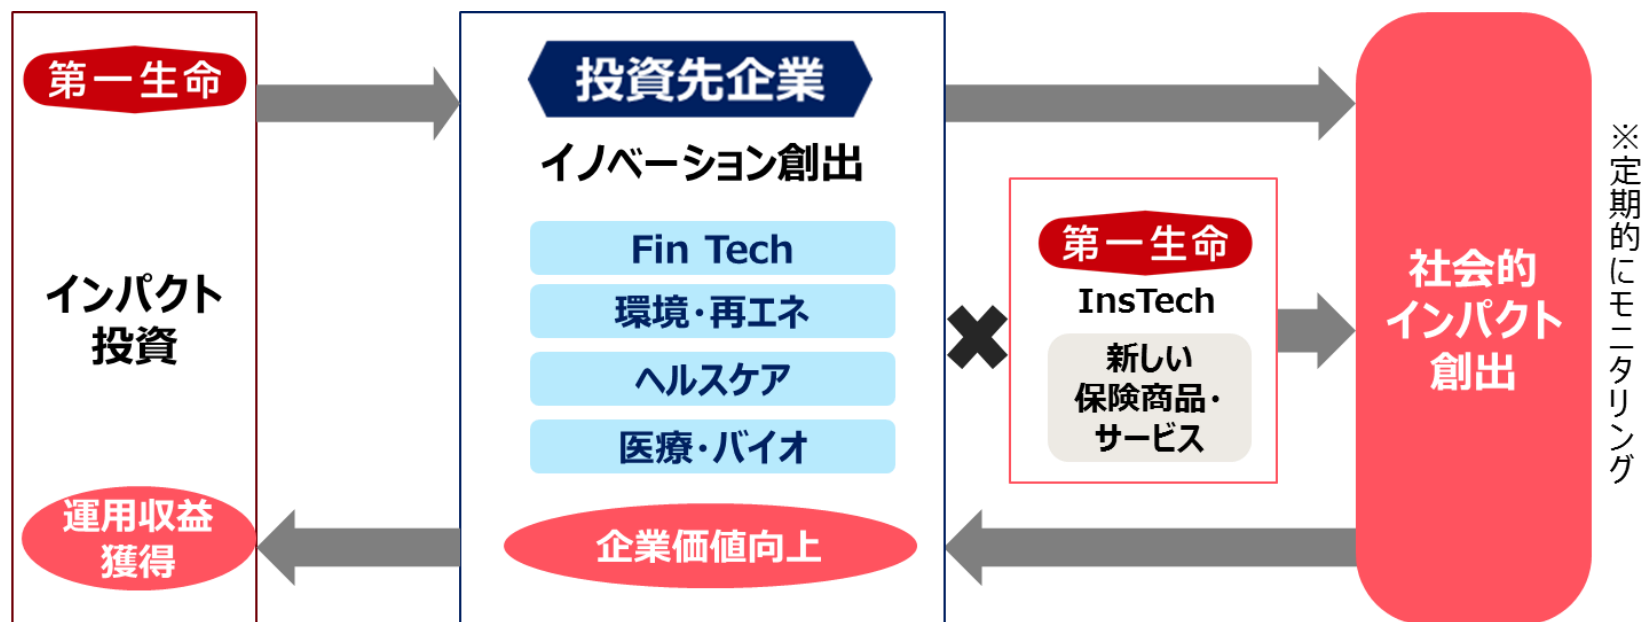 第一生命
インパクト
投資
運用収益
獲得
投資先企業
イノベーション創出
Fin Tech
環境・再エネ
ヘルスケア
医療・バイオ
企業価値向上
第一生命
InsTech
新しい
保険商品・
サービス
社会的
インパクト
創出
※定期的にモニタリング